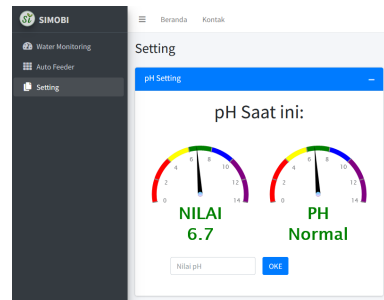 SIMOBI
Beranda Kontak
Water Monitoring
Auto Feeder
Setting
Setting
pH Setting
pH Saat ini:
0 2 4 6 8 10 12 14
NILAI
6.7
0 2 4 6 8 10 12 14
PH
Normal
Nilai pH
OKE